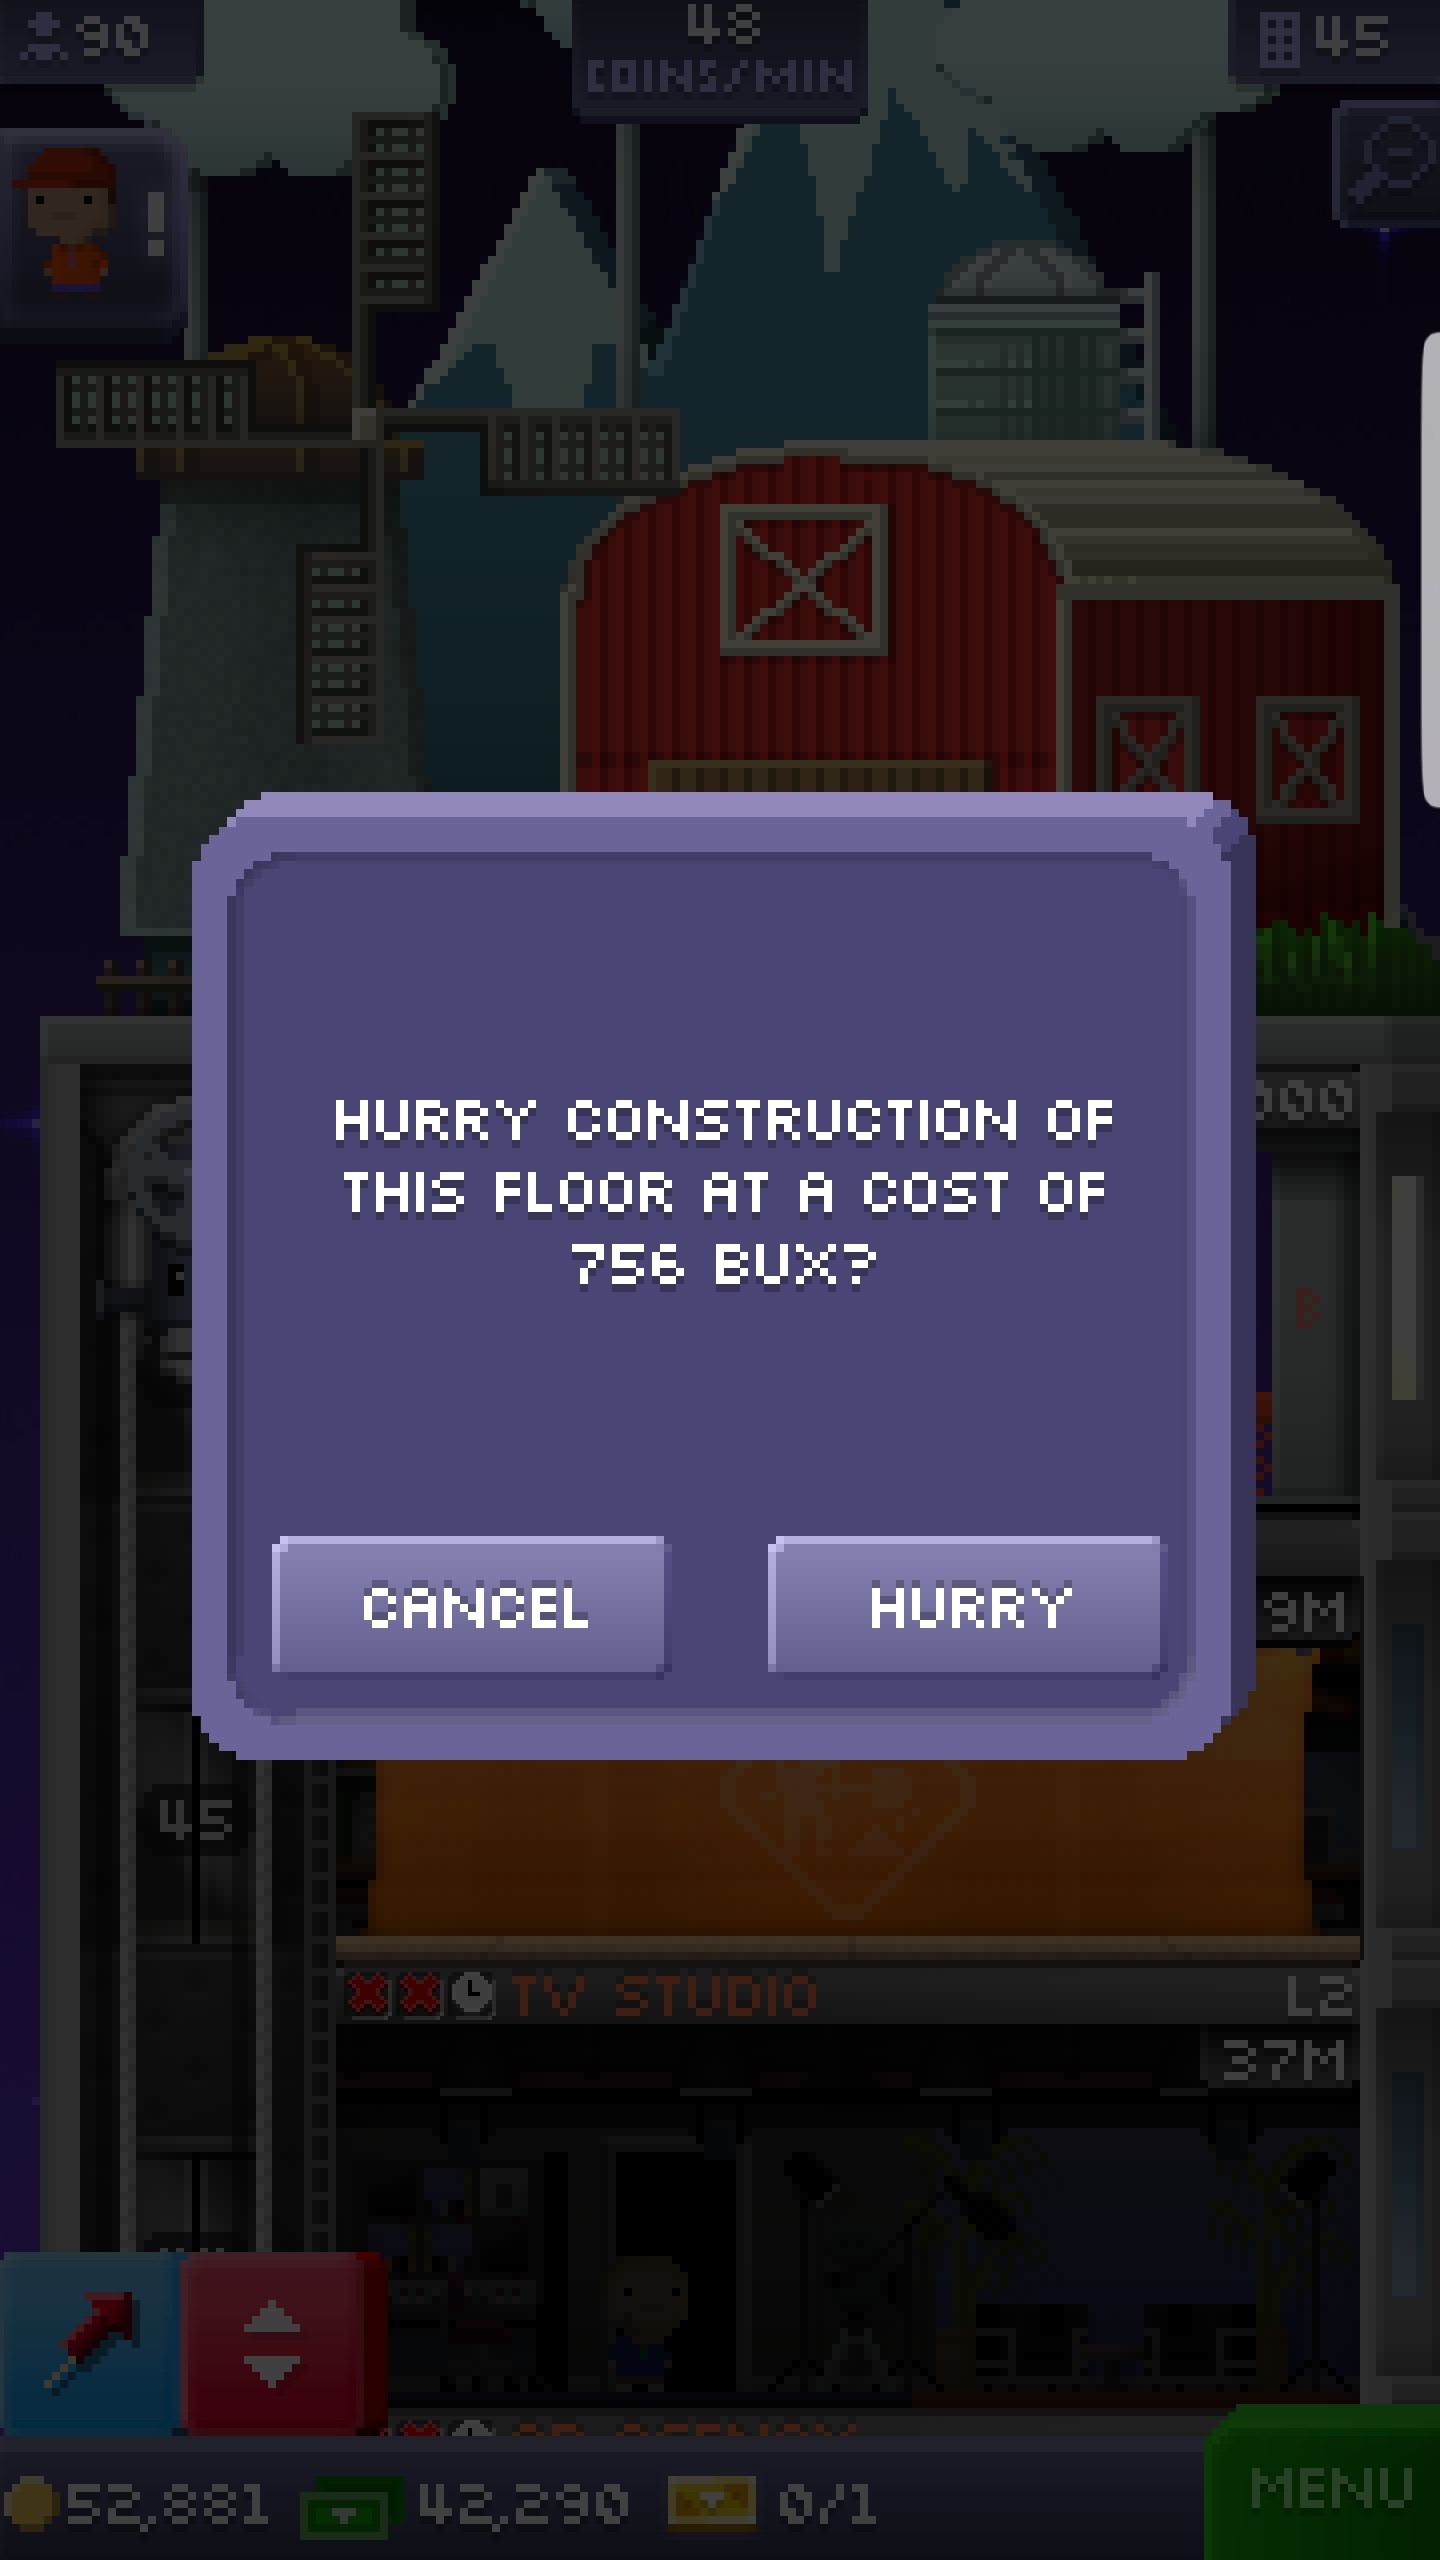 90
48
COINS/MIN
45
!
HURRY CONSTRUCTION OF
THIS FLOOR AT A COST OF
756 BUX?
CANCEL
HURRY
B
9M
45
TV STUDIO
L2
37M
52,881
42,290
0/1
MENU